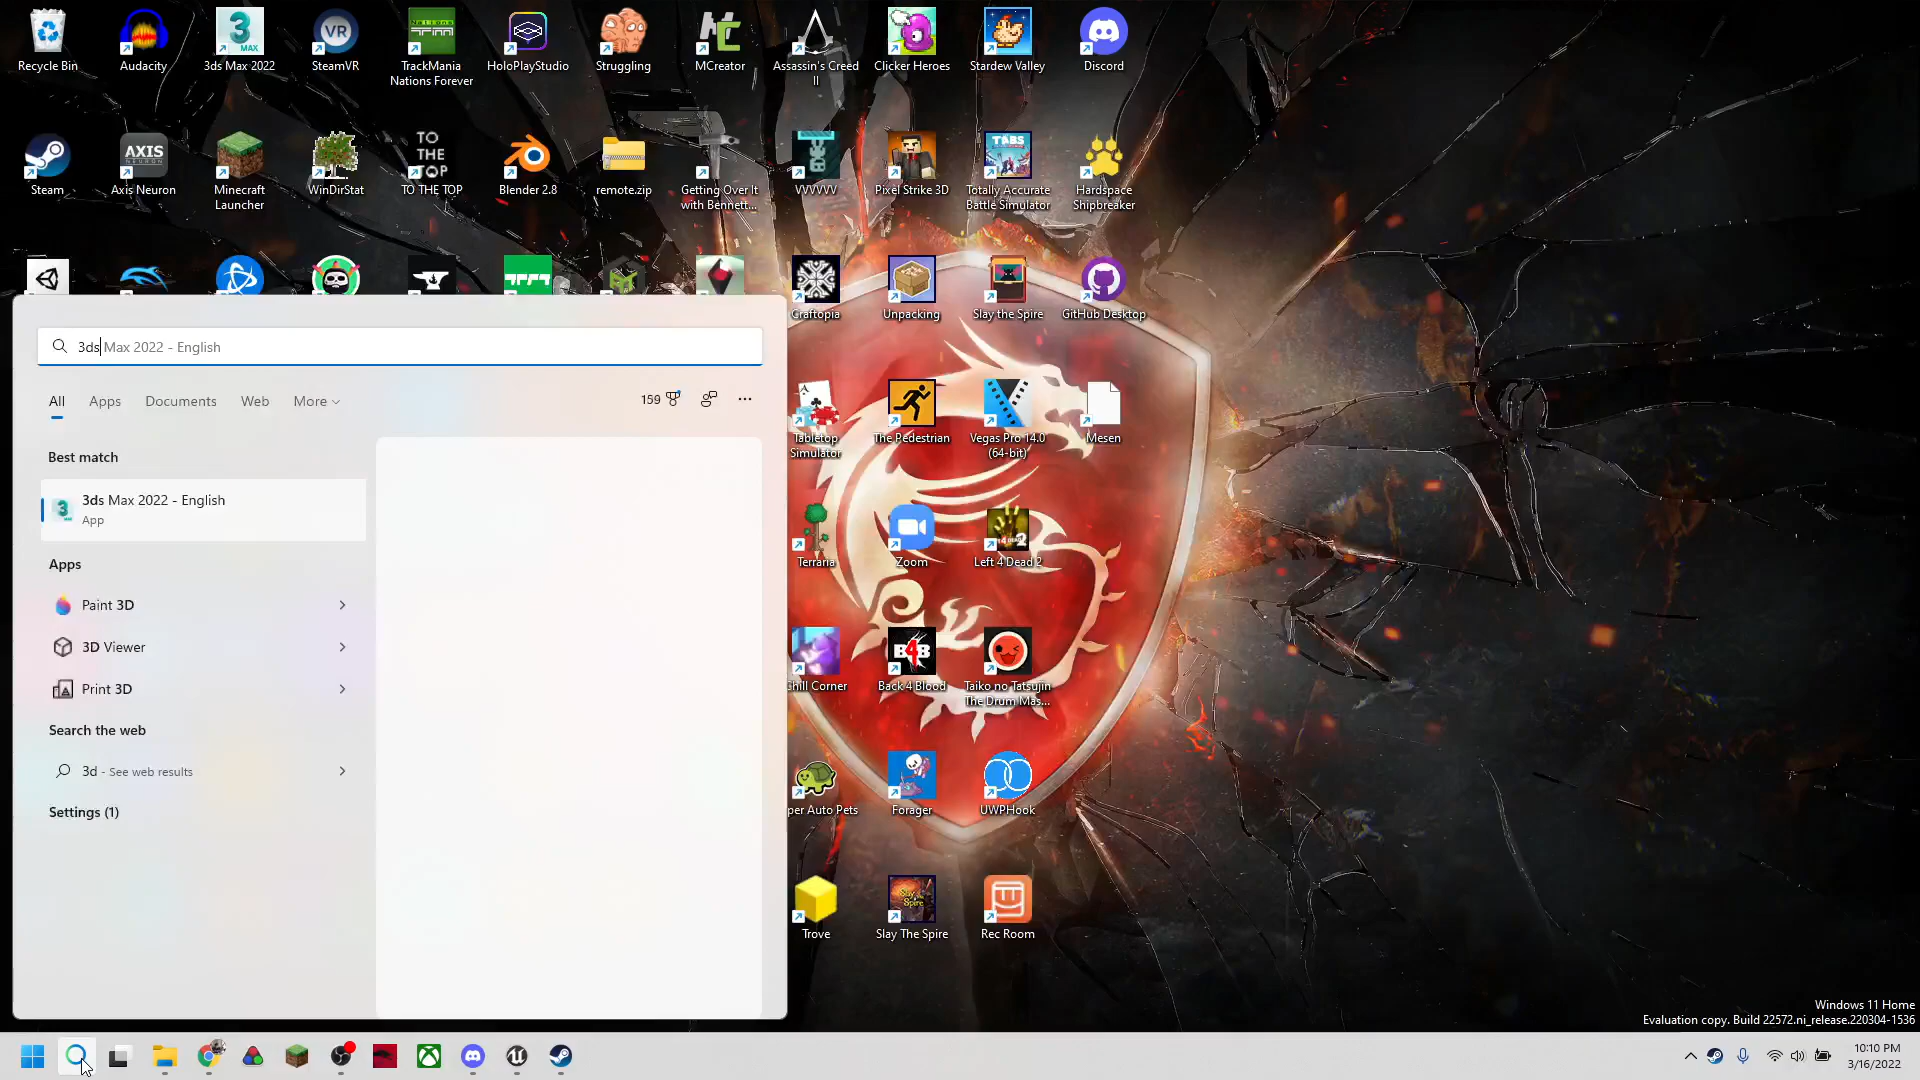 Recycle Bin
Audacity
3ds Max 2022
SteamVR
TrackMania
Nations Forever
HoloPlayStudio
Struggling
MCreator
Assassin's Creed
II
Clicker Heroes
Stardew Valley
Discord
Steam
Axis Neuron
Minecraft
Launcher
WinDirStat
TO THE TOP
Blender 2.8
remote.zip
Getting Over It
with Bennett...
VVVVVV
Pixel Strike 3D
Totally Accurate
Battle Simulator
Hardspace
Shipbreaker
Craftopia
Unpacking
Slay the Spire
GitHub Desktop
3ds Max 2022 - English
All
Apps
Documents
Web
More
159
Best match
3ds Max 2022 - English
App
Apps
Paint 3D
3D Viewer
Print 3D
Search the web
3d - See web results
Settings (1)
Tabletop
Simulator
The Pedestrian
Vegas Pro 14.0
(64-bit)
Mesen
Terraria
Zoom
Left 4 Dead 2
Chill Corner
Back 4 Blood
Taiko no Tatsujin
The Drum Mas...
per Auto Pets
Forager
UWPHook
Trove
Slay The Spire
Rec Room
Windows 11 Home
Evaluation copy. Build 22572.ni_release.220304-1536
10:10 PM
3/16/2022